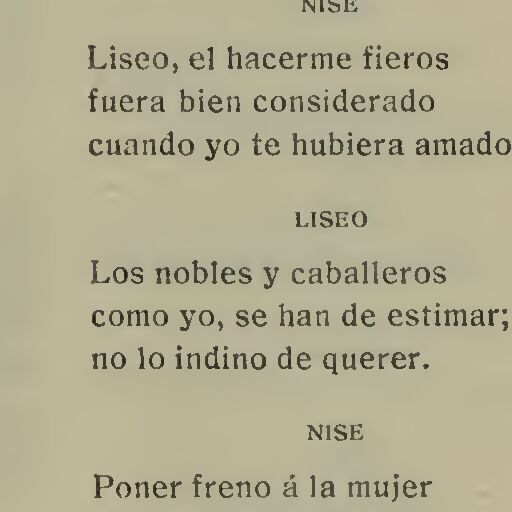 NISE
Liseo, el hacerme fieros
fuera bien considerado
cuando yo te hubiera amado
LISEO
Los nobles y caballeros
como yo, se han de estimar;
no lo indino de querer.
NISE
Poner freno á la mujer